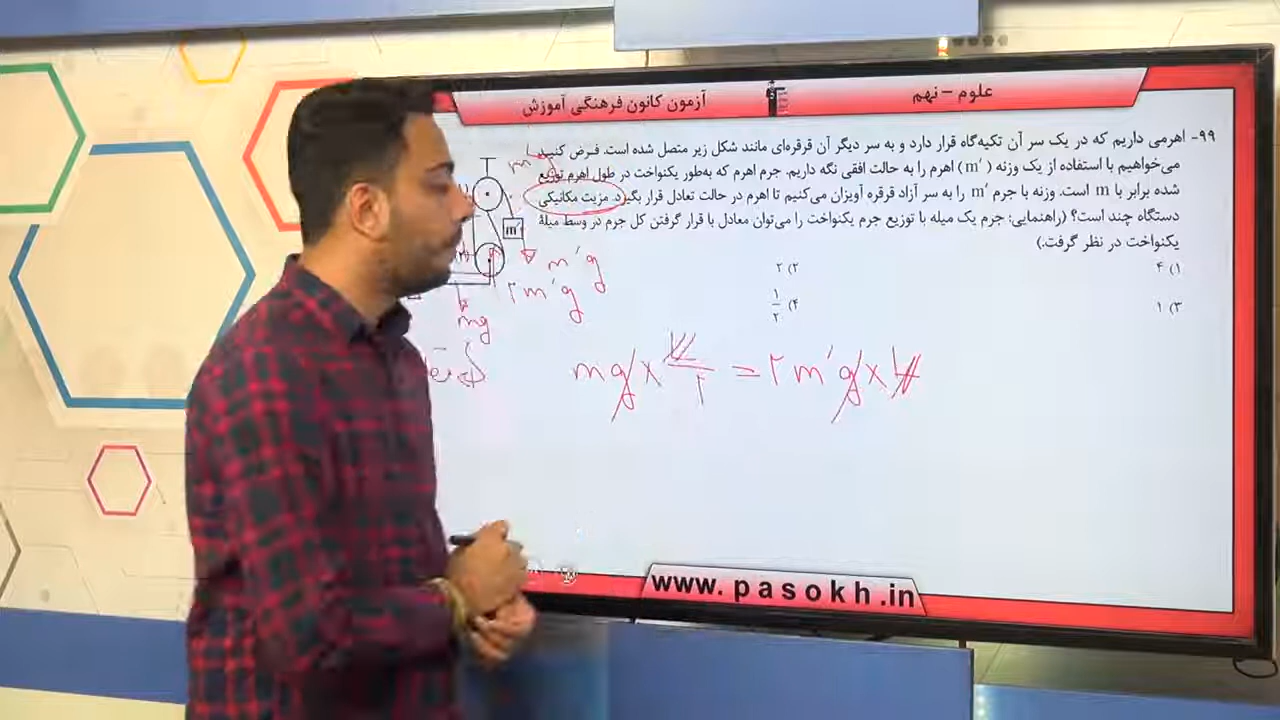 علوم – نهم
آزمون کانون فرهنگی آموزش
۹۹- اهرمی داریم که در یک سر آن تکیه‌گاه قرار دارد و به سر دیگر آن قرقره‌ای مانند شکل زیر متصل شده است. فرض کنید
می‌خواهیم با استفاده از یک وزنه (m′) اهرم را به حالت افقی نگه داریم. جرم اهرم که به‌طور یکنواخت در طول اهرم توزیع
شده برابر با m است. وزنه با جرم m′ را به سر آزاد قرقره آویزان می‌کنیم تا اهرم در حالت تعادل قرار بگیرد. مزیت مکانیکی
دستگاه چند است؟ (راهنمایی: جرم یک میله با توزیع جرم یکنواخت را می‌توان معادل با قرار گرفتن کل جرم در وسط میلهٔ
یکنواخت در نظر گرفت.)
۱) ۴
۲) ۲
۳) ۱
۴) ۱/۲
m′
m′g
۲m′g
mg
mg × L/۲ = ۲m′g × L
www.pasokh.in